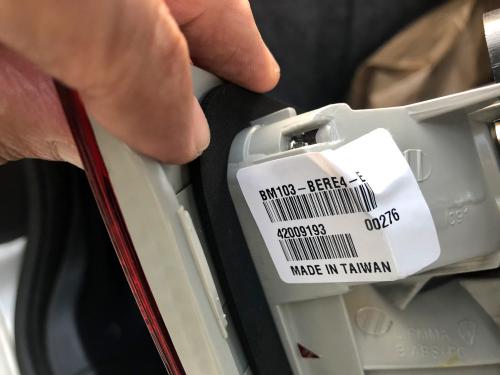 BM103-BERE4-E
42009193 00276
MADE IN TAIWAN